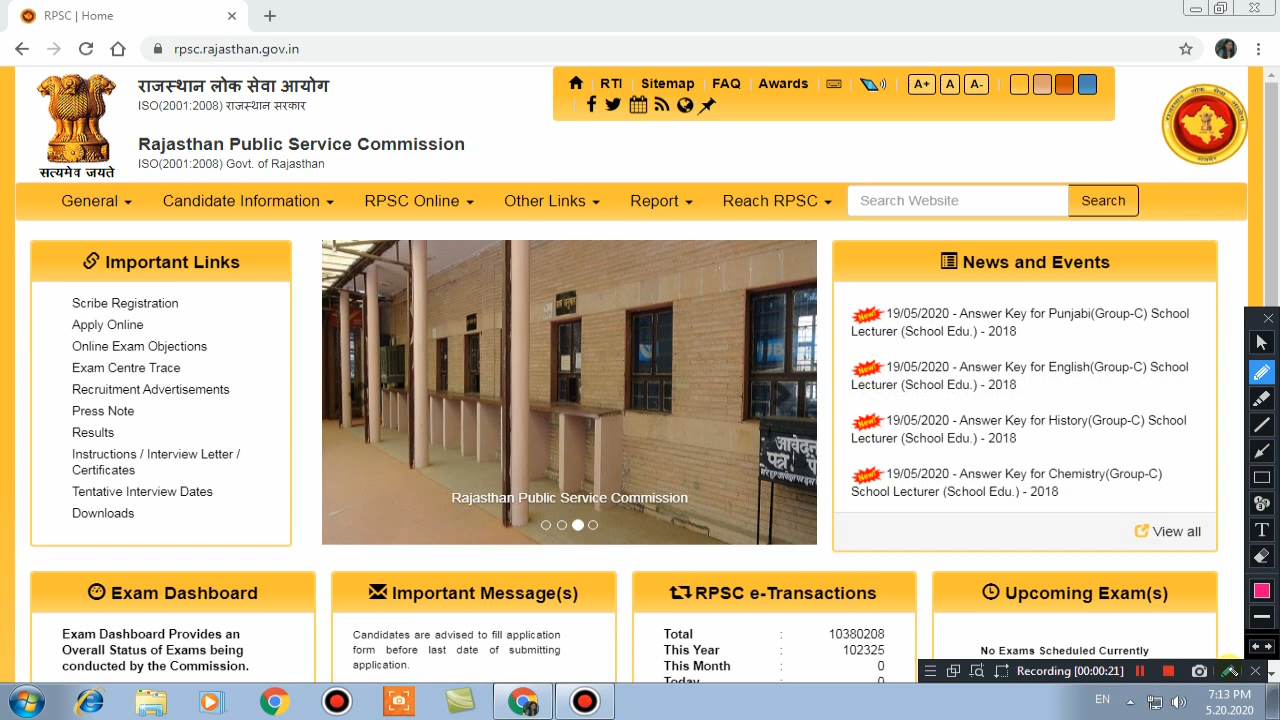 RPSC | Home
rpsc.rajasthan.gov.in
राजस्थान लोक सेवा आयोग
ISO(2001:2008) राजस्थान सरकार
Rajasthan Public Service Commission
ISO(2001:2008) Govt. of Rajasthan
सत्यमेव जयते
RTI | Sitemap | FAQ | Awards | A+ A A-
General Candidate Information RPSC Online Other Links Report Reach RPSC Search Website Search
Important Links
Scribe Registration
Apply Online
Online Exam Objections
Exam Centre Trace
Recruitment Advertisements
Press Note
Results
Instructions / Interview Letter /
Certificates
Tentative Interview Dates
Downloads
आवेदन
पत्र
Rajasthan Public Service Commission
News and Events
New! 19/05/2020 - Answer Key for Punjabi(Group-C) School
Lecturer (School Edu.) - 2018
New! 19/05/2020 - Answer Key for English(Group-C) School
Lecturer (School Edu.) - 2018
New! 19/05/2020 - Answer Key for History(Group-C) School
Lecturer (School Edu.) - 2018
New! 19/05/2020 - Answer Key for Chemistry(Group-C)
School Lecturer (School Edu.) - 2018
View all
Exam Dashboard
Exam Dashboard Provides an
Overall Status of Exams being
conducted by the Commission.
Important Message(s)
Candidates are advised to fill application
form before last date of submitting
application.
RPSC e-Transactions
Total : 10380208
This Year : 102325
This Month : 0
Today : 0
Upcoming Exam(s)
No Exams Scheduled Currently
Recording [00:00:21]
EN
7:13 PM
5.20.2020